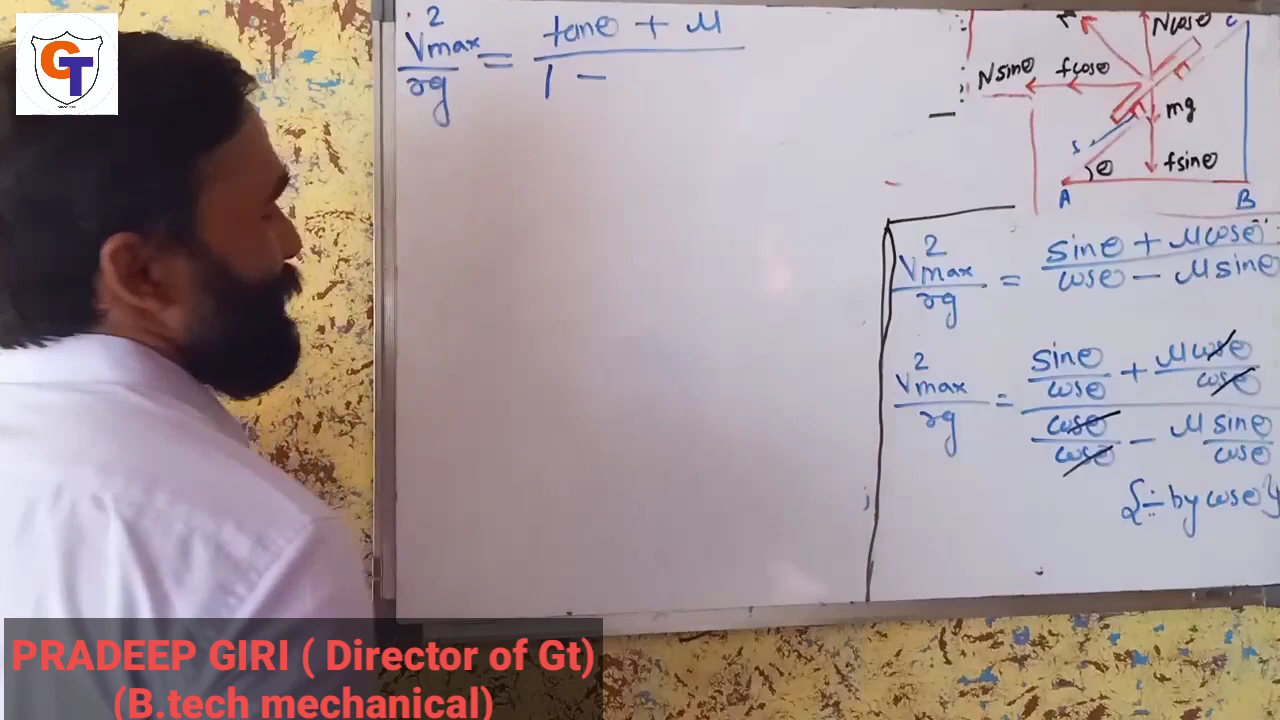 GT
V²max/rg = tanθ + μ / 1 −
Ncosθ
C
Nsinθ
fcosθ
mg
s
θ
fsinθ
A
B
V²max/rg = sinθ + μcosθ / cosθ − μsinθ
V²max/rg = sinθ/cosθ + μcosθ/cosθ / cosθ/cosθ − μsinθ/cosθ
{÷ by cosθ}
PRADEEP GIRI ( Director of Gt)
(B.tech mechanical)